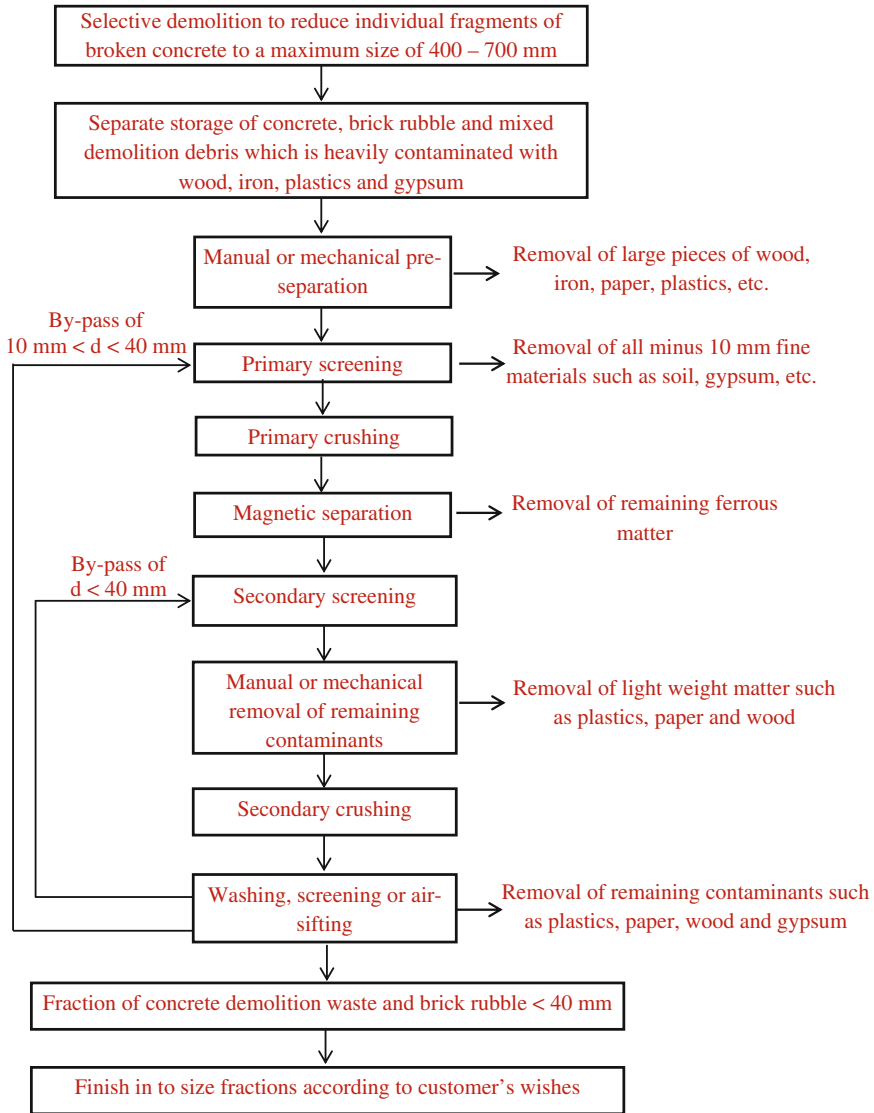 Selective demolition to reduce individual fragments of
broken concrete to a maximum size of 400 – 700 mm
Separate storage of concrete, brick rubble and mixed
demolition debris which is heavily contaminated with
wood, iron, plastics and gypsum
Manual or mechanical pre-
separation
Removal of large pieces of wood,
iron, paper, plastics, etc.
By-pass of
10 mm < d < 40 mm
Primary screening
Removal of all minus 10 mm fine
materials such as soil, gypsum, etc.
Primary crushing
Magnetic separation
Removal of remaining ferrous
matter
By-pass of
d < 40 mm
Secondary screening
Manual or mechanical
removal of remaining
contaminants
Removal of light weight matter such
as plastics, paper and wood
Secondary crushing
Washing, screening or air-
sifting
Removal of remaining contaminants such
as plastics, paper, wood and gypsum
Fraction of concrete demolition waste and brick rubble < 40 mm
Finish in to size fractions according to customer’s wishes